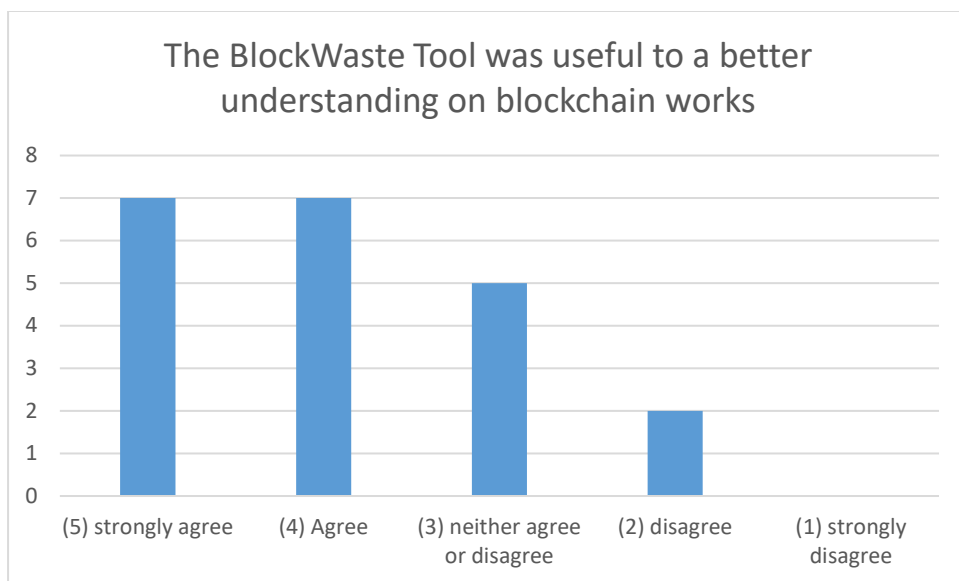 The BlockWaste Tool was useful to a better
understanding on blockchain works
8
7
6
5
4
3
2
1
0
(5) strongly agree
(4) Agree
(3) neither agree
or disagree
(2) disagree
(1) strongly
disagree